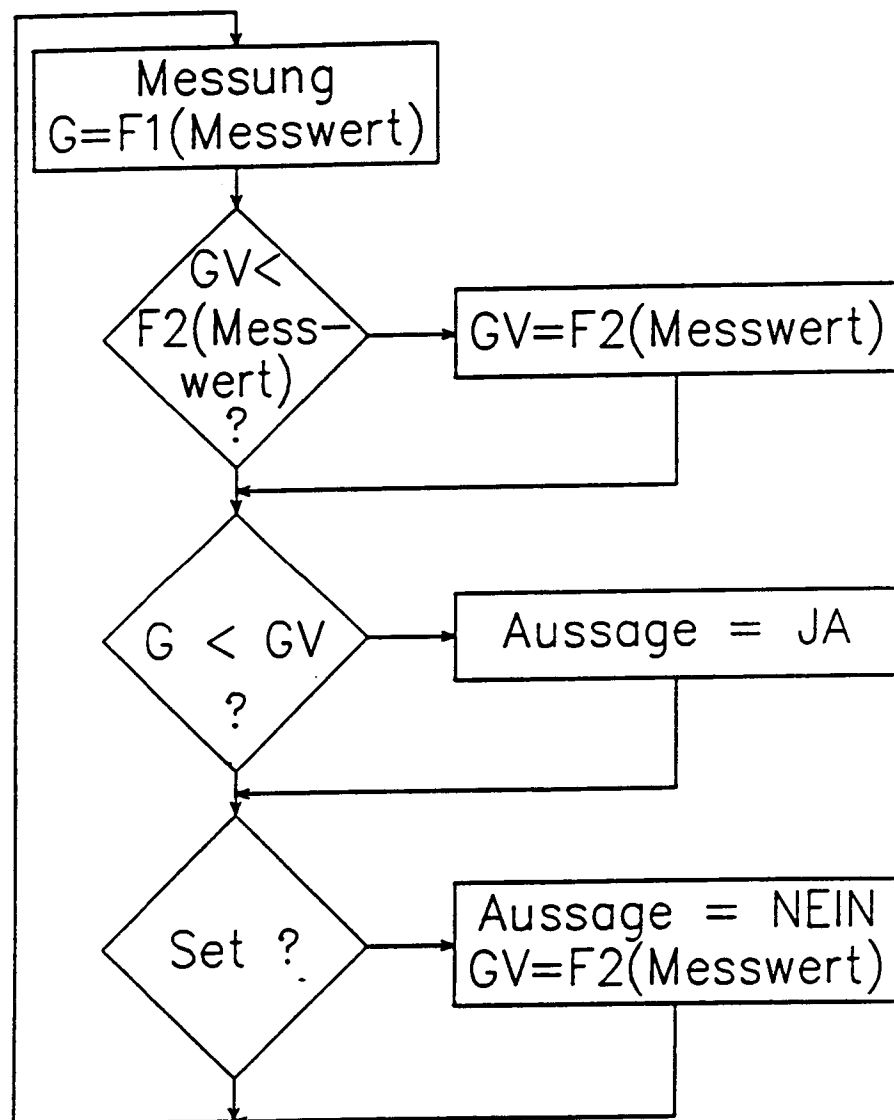 Messung
G=F1(Messwert)
GV<
F2(Mess-
wert)
?
GV=F2(Messwert)
G < GV
?
Aussage = JA
Set ?
Aussage = NEIN
GV=F2(Messwert)